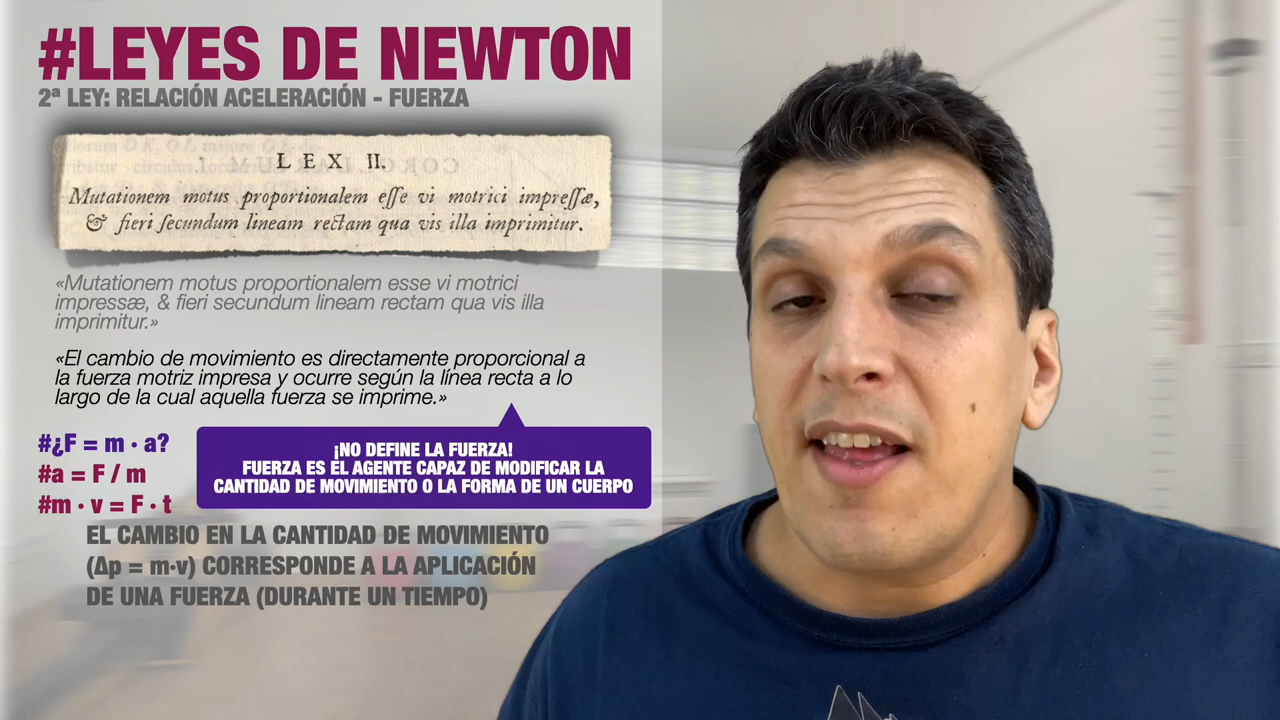 #LEYES DE NEWTON
2ª LEY: RELACIÓN ACELERACIÓN - FUERZA
L E X II.
Mutationem motus proportionalem eſſe vi motrici impreſſæ,
& fieri ſecundum lineam rectam qua vis illa imprimitur.
«Mutationem motus proportionalem esse vi motrici
impressæ, & fieri secundum lineam rectam qua vis illa
imprimitur.»
«El cambio de movimiento es directamente proporcional a
la fuerza motriz impresa y ocurre según la línea recta a lo
largo de la cual aquella fuerza se imprime.»
#¿F = m · a?
#a = F / m
#m · v = F · t
¡NO DEFINE LA FUERZA!
FUERZA ES EL AGENTE CAPAZ DE MODIFICAR LA
CANTIDAD DE MOVIMIENTO O LA FORMA DE UN CUERPO
EL CAMBIO EN LA CANTIDAD DE MOVIMIENTO
(Δp = m·v) CORRESPONDE A LA APLICACIÓN
DE UNA FUERZA (DURANTE UN TIEMPO)